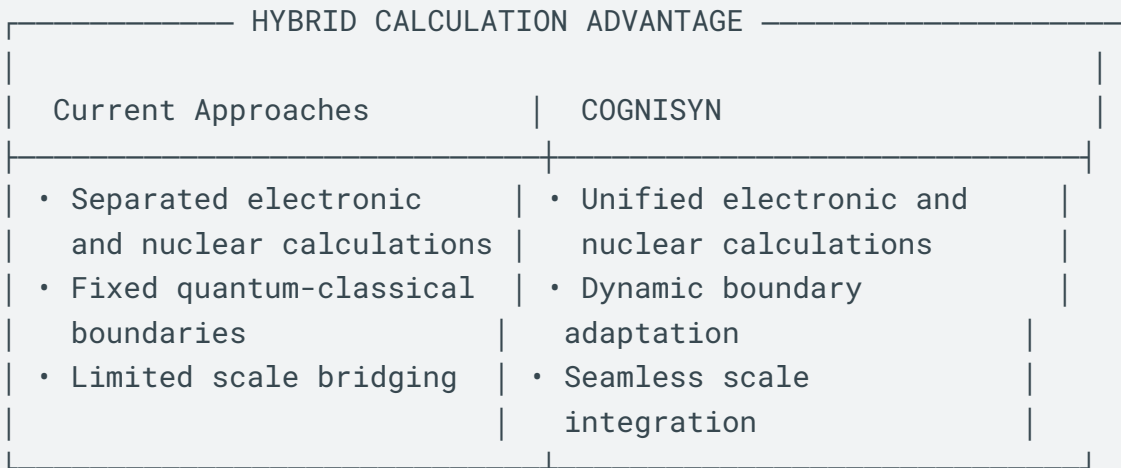 HYBRID CALCULATION ADVANTAGE
Current Approaches | COGNISYN
• Separated electronic | • Unified electronic and
and nuclear calculations | nuclear calculations
• Fixed quantum-classical | • Dynamic boundary
boundaries | adaptation
• Limited scale bridging | • Seamless scale
| integration